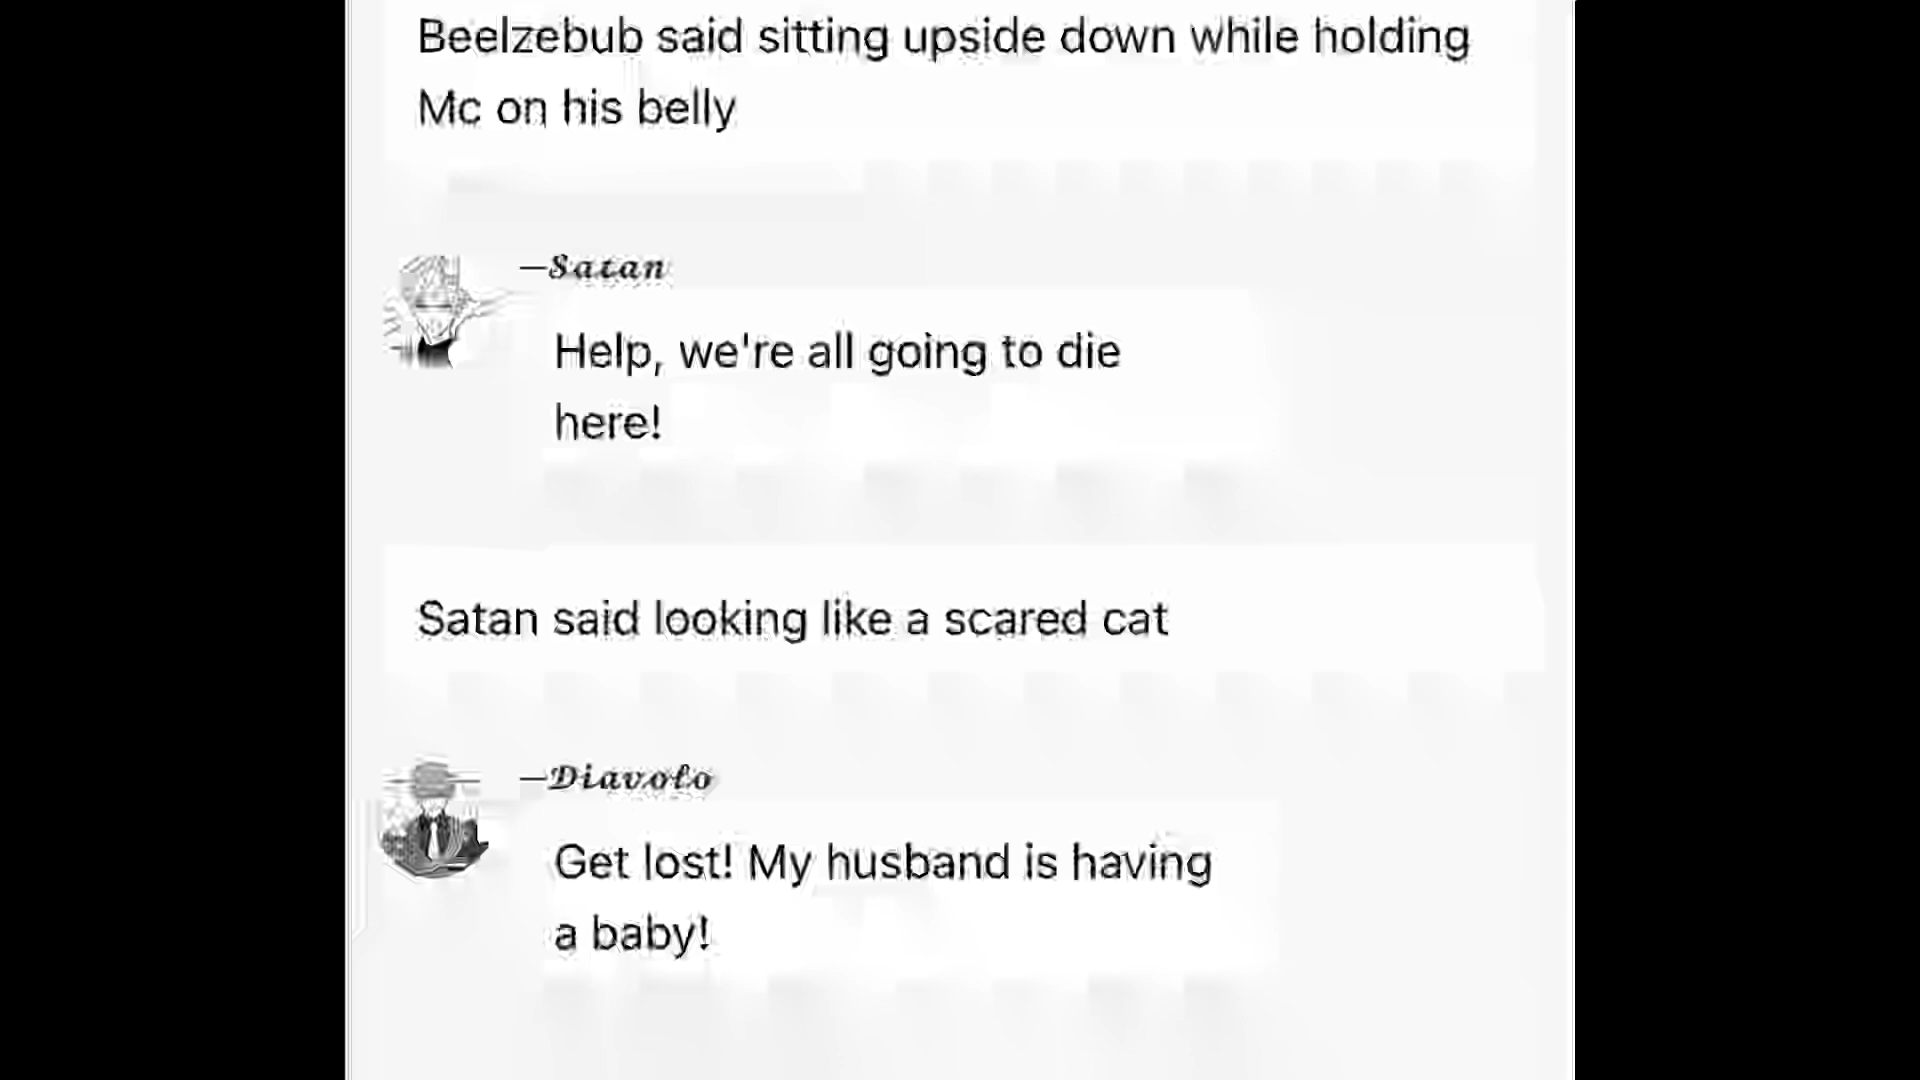 Beelzebub said sitting upside down while holding
Mc on his belly
—Satan
Help, we're all going to die
here!
Satan said looking like a scared cat
—Diavolo
Get lost! My husband is having
a baby!